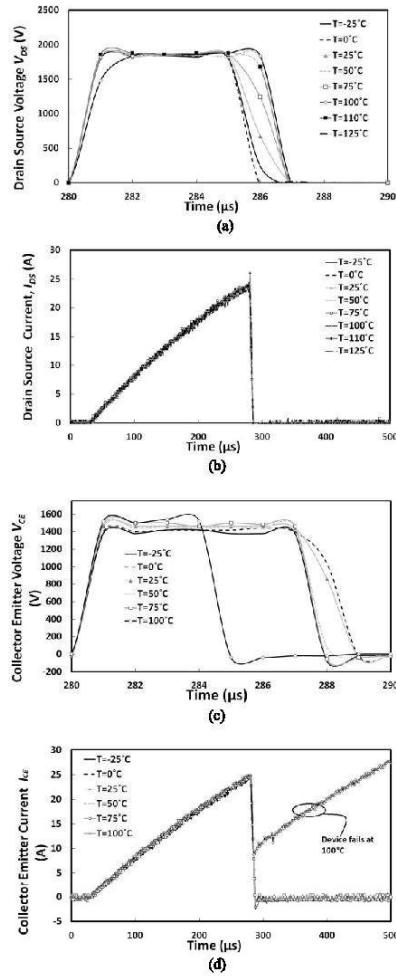 Drain Source Voltage V_DS (V)
2000
1500
1000
500
0
280
282
284
286
288
290
Time (µs)
T=-25˚C
T=0˚C
T=25˚C
T=50˚C
T=75˚C
T=100˚C
T=110˚C
T=125˚C
(a)
Drain Source Current, I_DS (A)
30
25
20
15
10
5
0
0
100
200
300
400
500
Time (µs)
T=-25˚C
T=0˚C
T=25˚C
T=50˚C
T=75˚C
T=100˚C
T=110˚C
T=125˚C
(b)
Collector Emitter Voltage V_CE
(V)
1600
1400
1200
1000
800
600
400
200
0
-200
280
282
284
286
288
290
Time (µs)
T=-25˚C
T=0˚C
T=25˚C
T=50˚C
T=75˚C
T=100˚C
(c)
Collector Emitter Current I_CE
(A)
30
25
20
15
10
5
0
-5
0
100
200
300
400
500
Time (µs)
T=-25˚C
T=0˚C
T=25˚C
T=50˚C
T=75˚C
T=100˚C
Device fails at
100°C
(d)